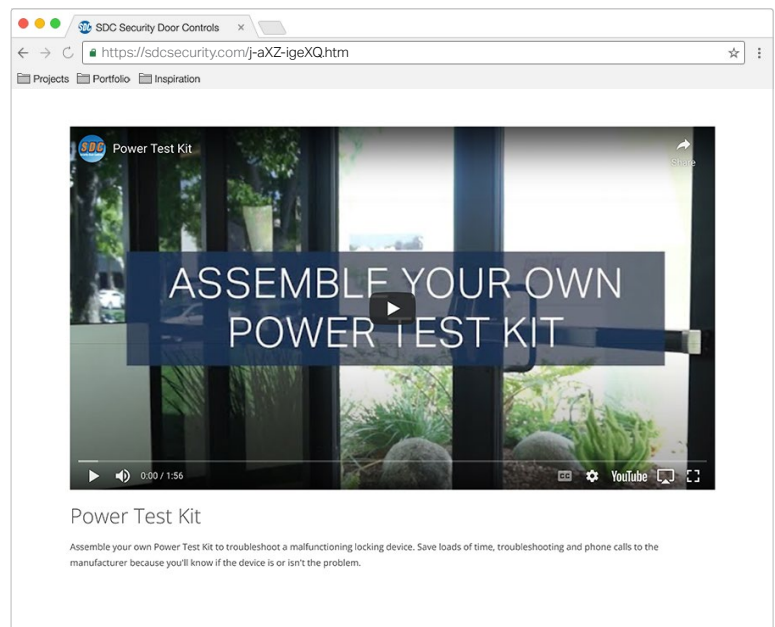 SDC Security Door Controls
https://sdcsecurity.com/j-aXZ-igeXQ.htm
Projects Portfolio Inspiration
SDC Power Test Kit
Share
ASSEMBLE YOUR OWN
POWER TEST KIT
0:00 / 1:56
CC YouTube
Power Test Kit
Assemble your own Power Test Kit to troubleshoot a malfunctioning locking device. Save loads of time, troubleshooting and phone calls to the
manufacturer because you'll know if the device is or isn't the problem.